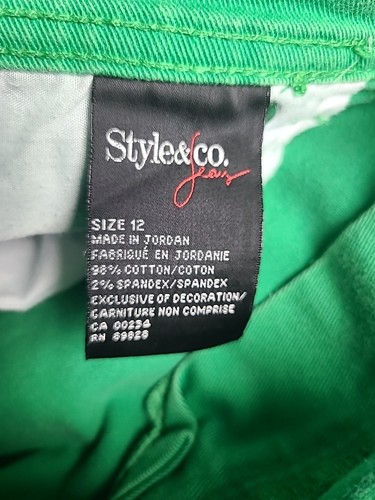 Style&co.
Jeans
SIZE 12
MADE IN JORDAN
FABRIQUÉ EN JORDANIE
98% COTTON/COTON
2% SPANDEX/SPANDEX
EXCLUSIVE OF DECORATION/
GARNITURE NON COMPRISE
CA 00234
RN 89828